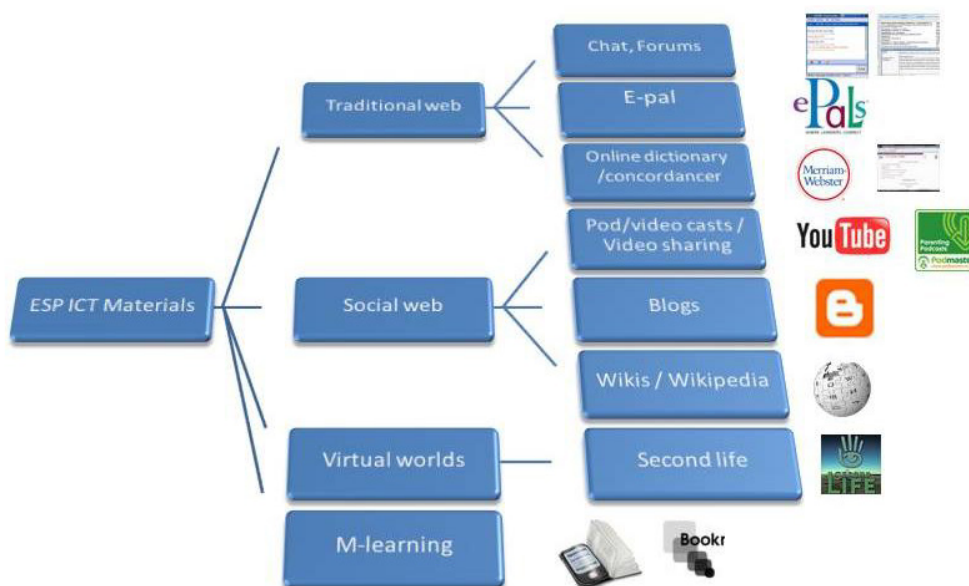 ESP ICT Materials
Traditional web
Chat, Forums
E-pal
ePals
Online dictionary
/concordancer
Merriam-
Webster
Social web
Pod/video casts /
Video sharing
YouTube
Parenting
Podcasts
Podmaste
Blogs
Wikis / Wikipedia
Virtual worlds
Second life
LIFE
M-learning
Bookr